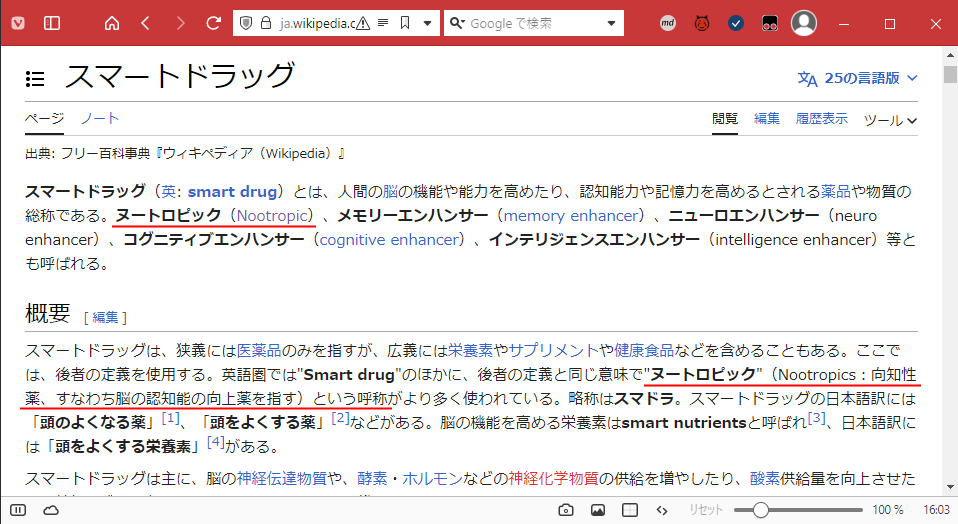 ja.wikipedia.o
Google で検索
md
スマートドラッグ
25の言語版
ページ ノート 閲覧 編集 履歴表示 ツール
出典: フリー百科事典『ウィキペディア（Wikipedia）』
スマートドラッグ（英: smart drug）とは、人間の脳の機能や能力を高めたり、認知能力や記憶力を高めるとされる薬品や物質の
総称である。ヌートロピック（Nootropic）、メモリーエンハンサー（memory enhancer）、ニューロエンハンサー（neuro
enhancer）、コグニティブエンハンサー（cognitive enhancer）、インテリジェンスエンハンサー（intelligence enhancer）等と
も呼ばれる。
概要 [ 編集 ]
スマートドラッグは、狭義には医薬品のみを指すが、広義には栄養素やサプリメントや健康食品などを含めることもある。ここで
は、後者の定義を使用する。英語圏では"Smart drug"のほかに、後者の定義と同じ意味で"ヌートロピック"（Nootropics：向知性
薬、すなわち脳の認知能の向上薬を指す）という呼称がより多く使われている。略称はスマドラ。スマートドラッグの日本語訳には
「頭のよくなる薬」[1]、「頭をよくする薬」[2]などがある。脳の機能を高める栄養素はsmart nutrientsと呼ばれ[3]、日本語訳に
は「頭をよくする栄養素」[4]がある。
スマートドラッグは主に、脳の神経伝達物質や、酵素・ホルモンなどの神経化学物質の供給を増やしたり、酸素供給量を向上させた
リセット 100 % 16:03